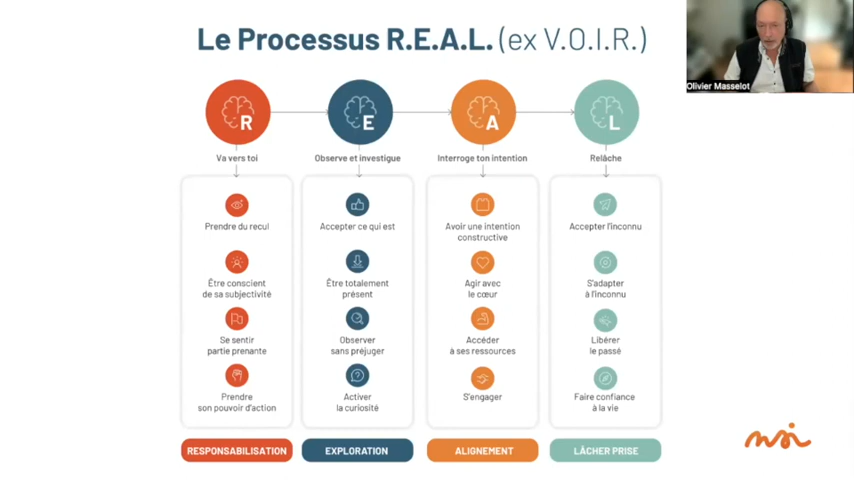 Le Processus R.E.A.L. (ex V.O.I.R.)
Olivier Masselot
R
E
A
L
Va vers toi
Observe et investigue
Interroge ton intention
Relâche
Prendre du recul
Être conscient
de sa subjectivité
Se sentir
partie prenante
Prendre
son pouvoir d'action
RESPONSABILISATION
Accepter ce qui est
Être totalement
présent
Observer
sans préjuger
Activer
la curiosité
EXPLORATION
Avoir une intention
constructive
Agir avec
le cœur
Accéder
à ses ressources
S'engager
ALIGNEMENT
Accepter l'inconnu
S'adapter
à l'inconnu
Libérer
le passé
Faire confiance
à la vie
LÂCHER PRISE